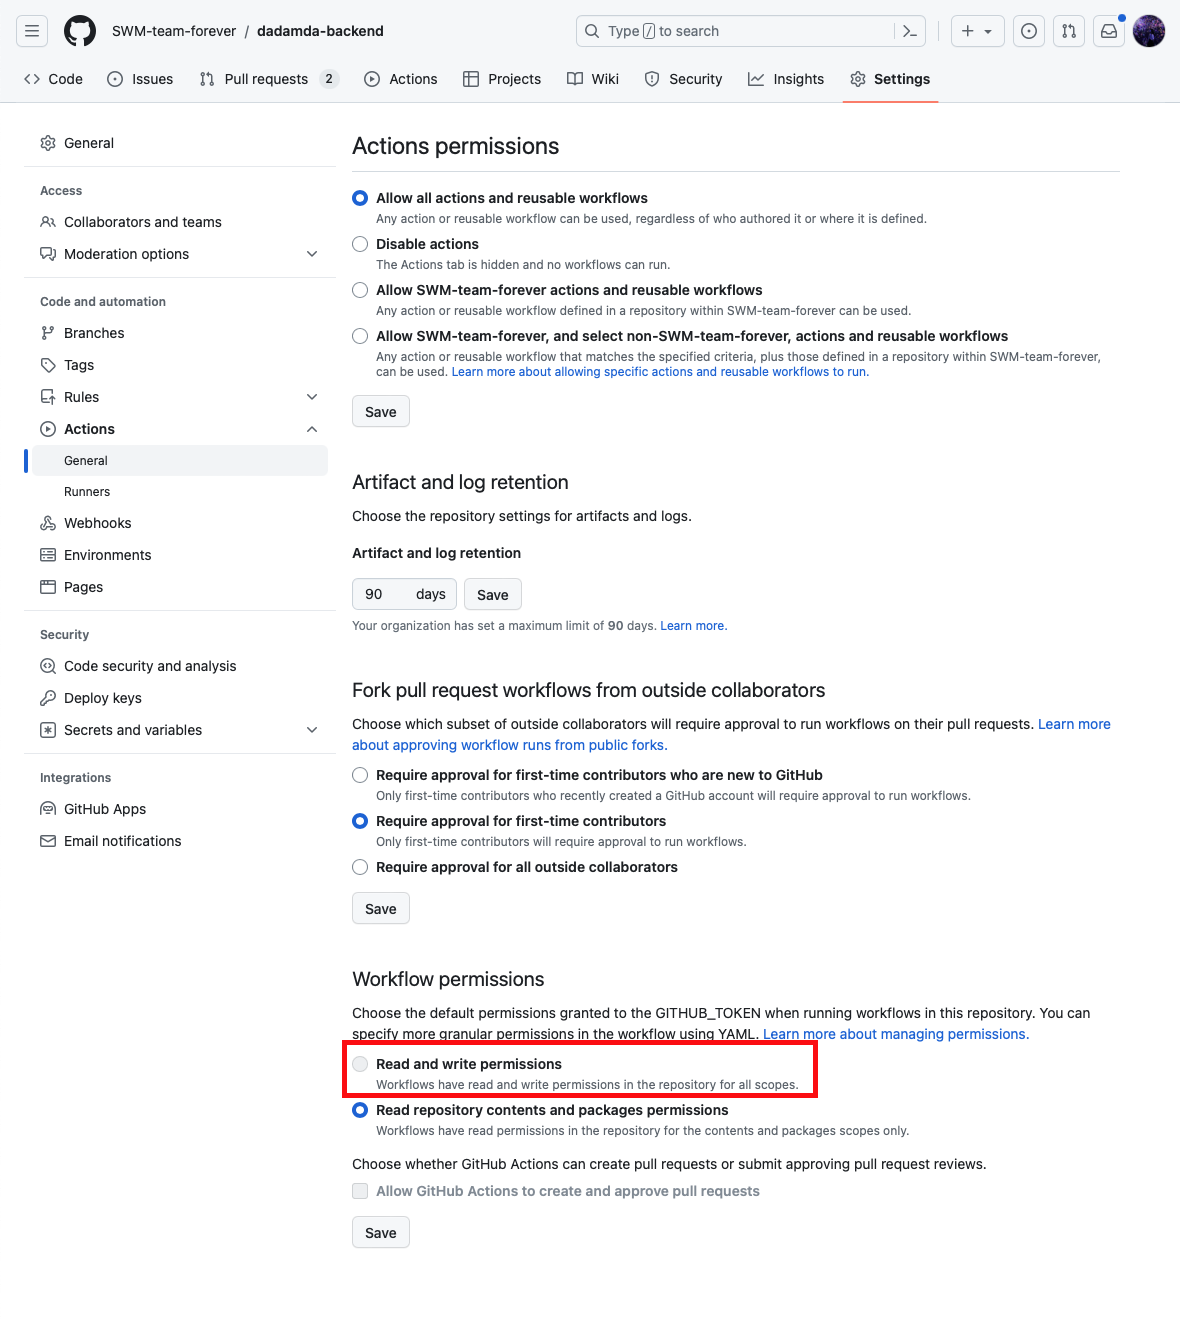 SWM-team-forever / dadamda-backend
Type / to search
Code
Issues
Pull requests 2
Actions
Projects
Wiki
Security
Insights
Settings
General
Access
Collaborators and teams
Moderation options
Code and automation
Branches
Tags
Rules
Actions
General
Runners
Webhooks
Environments
Pages
Security
Code security and analysis
Deploy keys
Secrets and variables
Integrations
GitHub Apps
Email notifications
Actions permissions
Allow all actions and reusable workflows
Any action or reusable workflow can be used, regardless of who authored it or where it is defined.
Disable actions
The Actions tab is hidden and no workflows can run.
Allow SWM-team-forever actions and reusable workflows
Any action or reusable workflow defined in a repository within SWM-team-forever can be used.
Allow SWM-team-forever, and select non-SWM-team-forever, actions and reusable workflows
Any action or reusable workflow that matches the specified criteria, plus those defined in a repository within SWM-team-forever,
can be used. Learn more about allowing specific actions and reusable workflows to run.
Save
Artifact and log retention
Choose the repository settings for artifacts and logs.
Artifact and log retention
90 days
Save
Your organization has set a maximum limit of 90 days. Learn more.
Fork pull request workflows from outside collaborators
Choose which subset of outside collaborators will require approval to run workflows on their pull requests. Learn more
about approving workflow runs from public forks.
Require approval for first-time contributors who are new to GitHub
Only first-time contributors who recently created a GitHub account will require approval to run workflows.
Require approval for first-time contributors
Only first-time contributors will require approval to run workflows.
Require approval for all outside collaborators
Save
Workflow permissions
Choose the default permissions granted to the GITHUB_TOKEN when running workflows in this repository. You can
specify more granular permissions in the workflow using YAML. Learn more about managing permissions.
Read and write permissions
Workflows have read and write permissions in the repository for all scopes.
Read repository contents and packages permissions
Workflows have read permissions in the repository for the contents and packages scopes only.
Choose whether GitHub Actions can create pull requests or submit approving pull request reviews.
Allow GitHub Actions to create and approve pull requests
Save